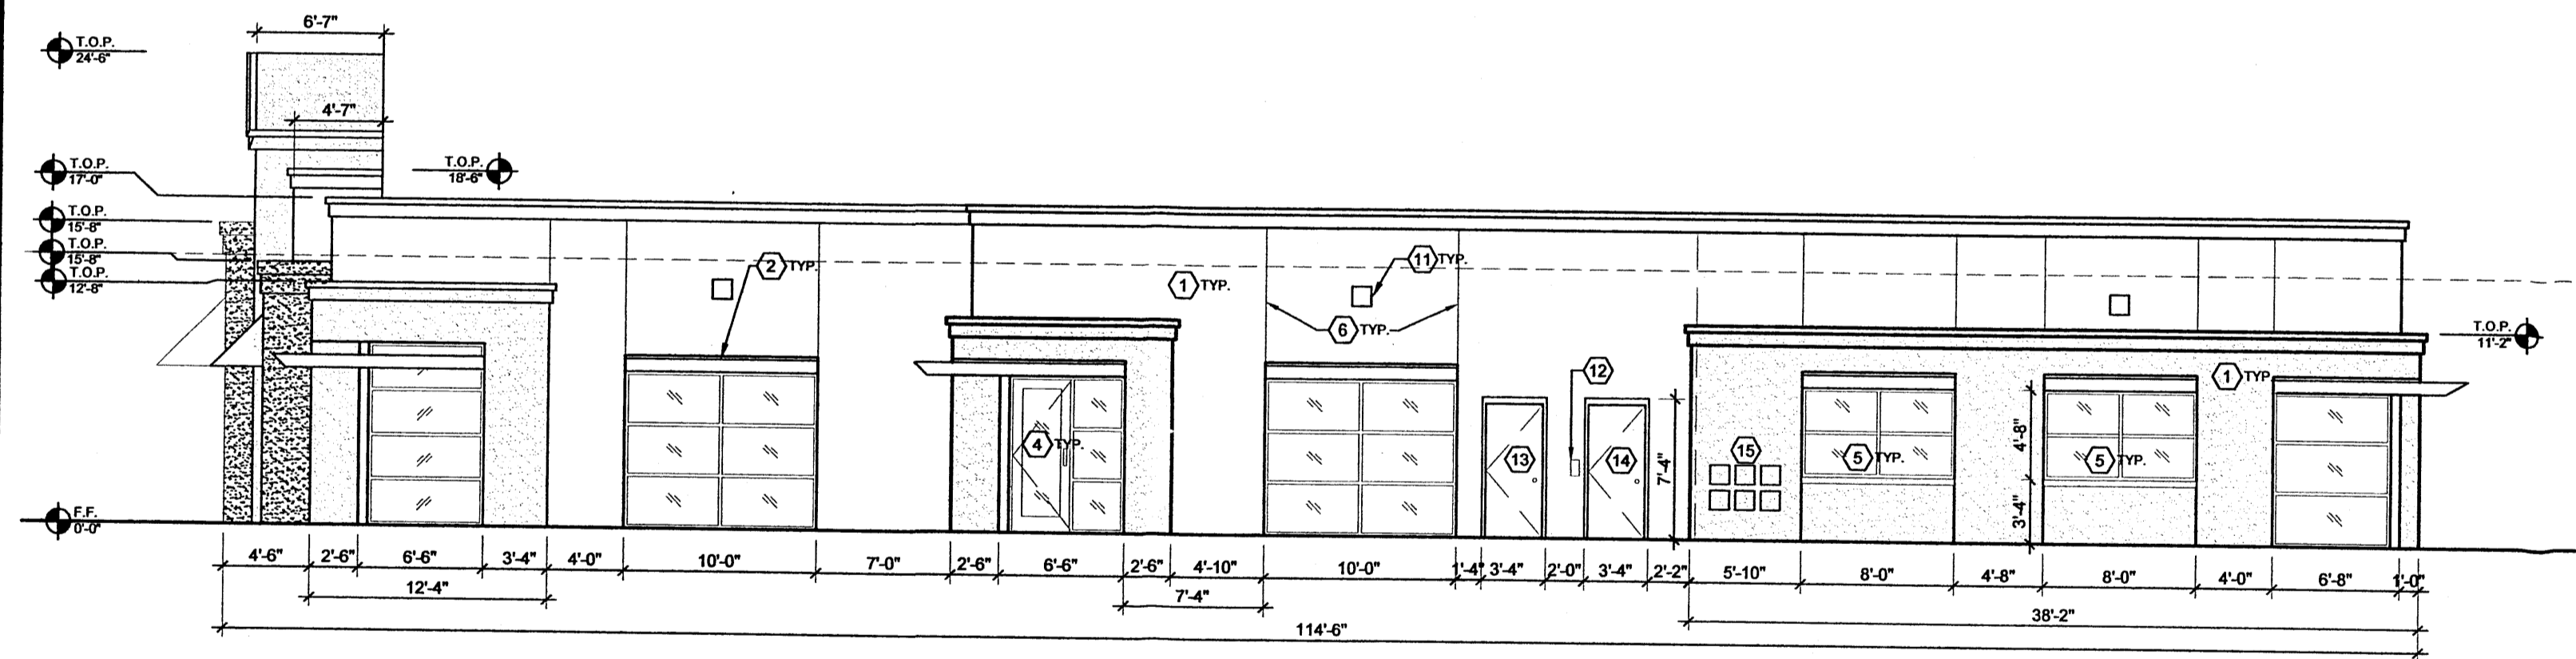 6'-7"
T.O.P.
24'-6"
4'-7"
T.O.P.
17'-0"
T.O.P.
18'-6"
T.O.P.
15'-8"
T.O.P.
15'-8"
T.O.P.
12'-8"
2 TYP.
11 TYP.
1 TYP.
6 TYP.
T.O.P.
11'-2"
12
1 TYP.
4 TYP.
13
14
7'-4"
15
5 TYP.
5 TYP.
4'-8"
3'-4"
F.F.
0'-0"
4'-6" 2'-6" 6'-6" 3'-4" 4'-0" 10'-0" 7'-0" 2'-6" 6'-6" 2'-6" 4'-10" 10'-0" 1'-4" 3'-4" 2'-0" 3'-4" 2'-2" 5'-10" 8'-0" 4'-8" 8'-0" 4'-0" 6'-8" 1'-0"
12'-4" 7'-4" 38'-2"
114'-6"